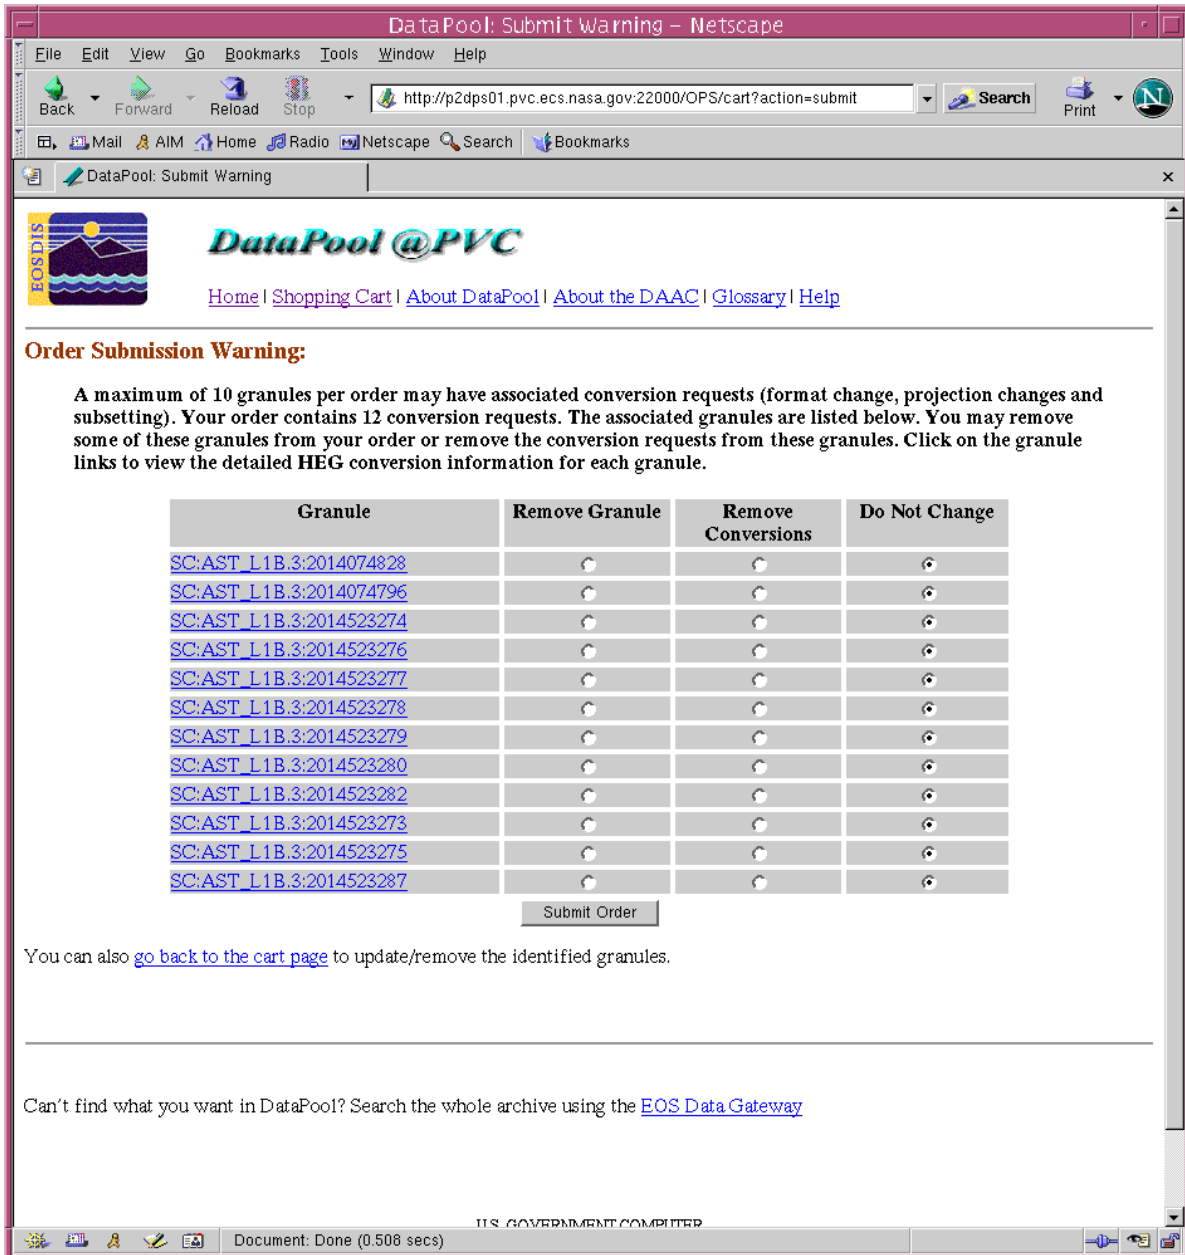 DataPool: Submit Warning – Netscape
File Edit View Go Bookmarks Tools Window Help
Back Forward Reload Stop http://p2dps01.pvc.ecs.nasa.gov:22000/OPS/cart?action=submit Search Print N
Mail AIM Home Radio Netscape Search Bookmarks
DataPool: Submit Warning
EOSDIS
DataPool @PVC
Home | Shopping Cart | About DataPool | About the DAAC | Glossary | Help
Order Submission Warning:
A maximum of 10 granules per order may have associated conversion requests (format change, projection changes and
subsetting). Your order contains 12 conversion requests. The associated granules are listed below. You may remove
some of these granules from your order or remove the conversion requests from these granules. Click on the granule
links to view the detailed HEG conversion information for each granule.
Granule Remove Granule Remove Conversions Do Not Change
SC:AST_L1B.3:2014074828
SC:AST_L1B.3:2014074796
SC:AST_L1B.3:2014523274
SC:AST_L1B.3:2014523276
SC:AST_L1B.3:2014523277
SC:AST_L1B.3:2014523278
SC:AST_L1B.3:2014523279
SC:AST_L1B.3:2014523280
SC:AST_L1B.3:2014523282
SC:AST_L1B.3:2014523273
SC:AST_L1B.3:2014523275
SC:AST_L1B.3:2014523287
Submit Order
You can also go back to the cart page to update/remove the identified granules.
Can't find what you want in DataPool? Search the whole archive using the EOS Data Gateway
U.S. GOVERNMENT COMPUTER
Document: Done (0.508 secs)